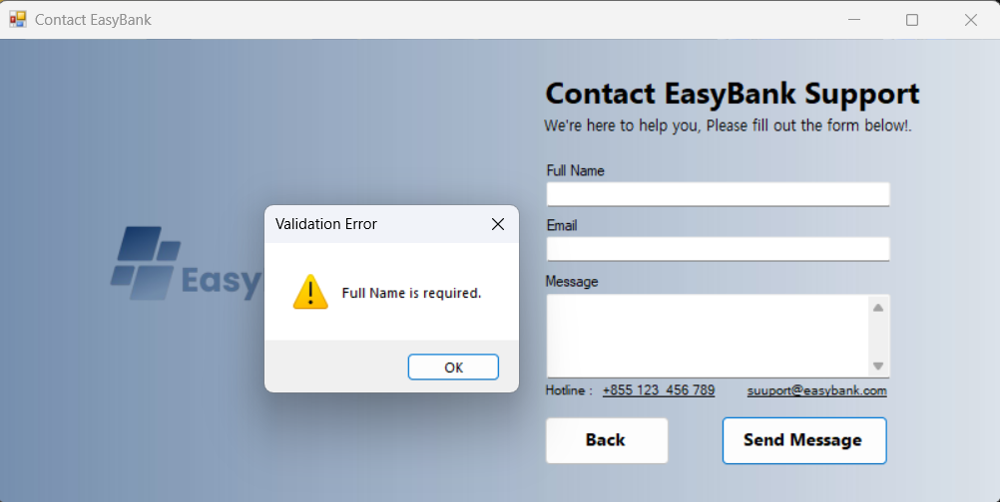 Contact EasyBank
Contact EasyBank Support
We're here to help you, Please fill out the form below!.
Full Name
Email
Message
Hotline : +855 123 456 789 suuport@easybank.com
Back Send Message
Easy
Validation Error
Full Name is required.
OK